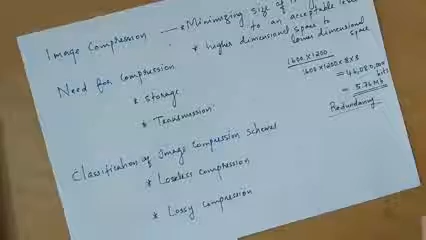 Image Compression — * Minimizing size of
to an acceptable level
* higher dimensional space to
lower dimensional
space
Need for compression
1600 x 1200
1600 x 1200 x 8 x 3
= 46,080,000
bits
* Storage
= 5.76 Mb
* Transmission
Redundancy
Classification of Image Compression schemes
* Loseless compression
* Lossy compression